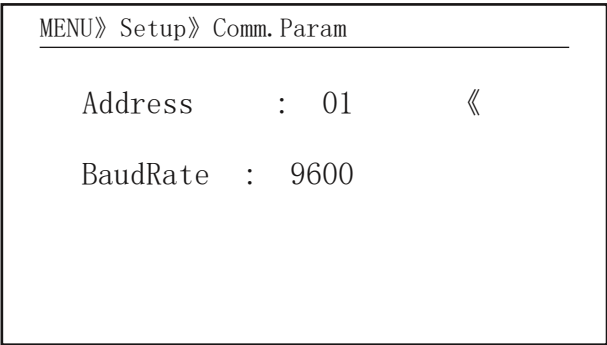 MENU》 Setup》 Comm.Param
Address : 01 《
BaudRate : 9600